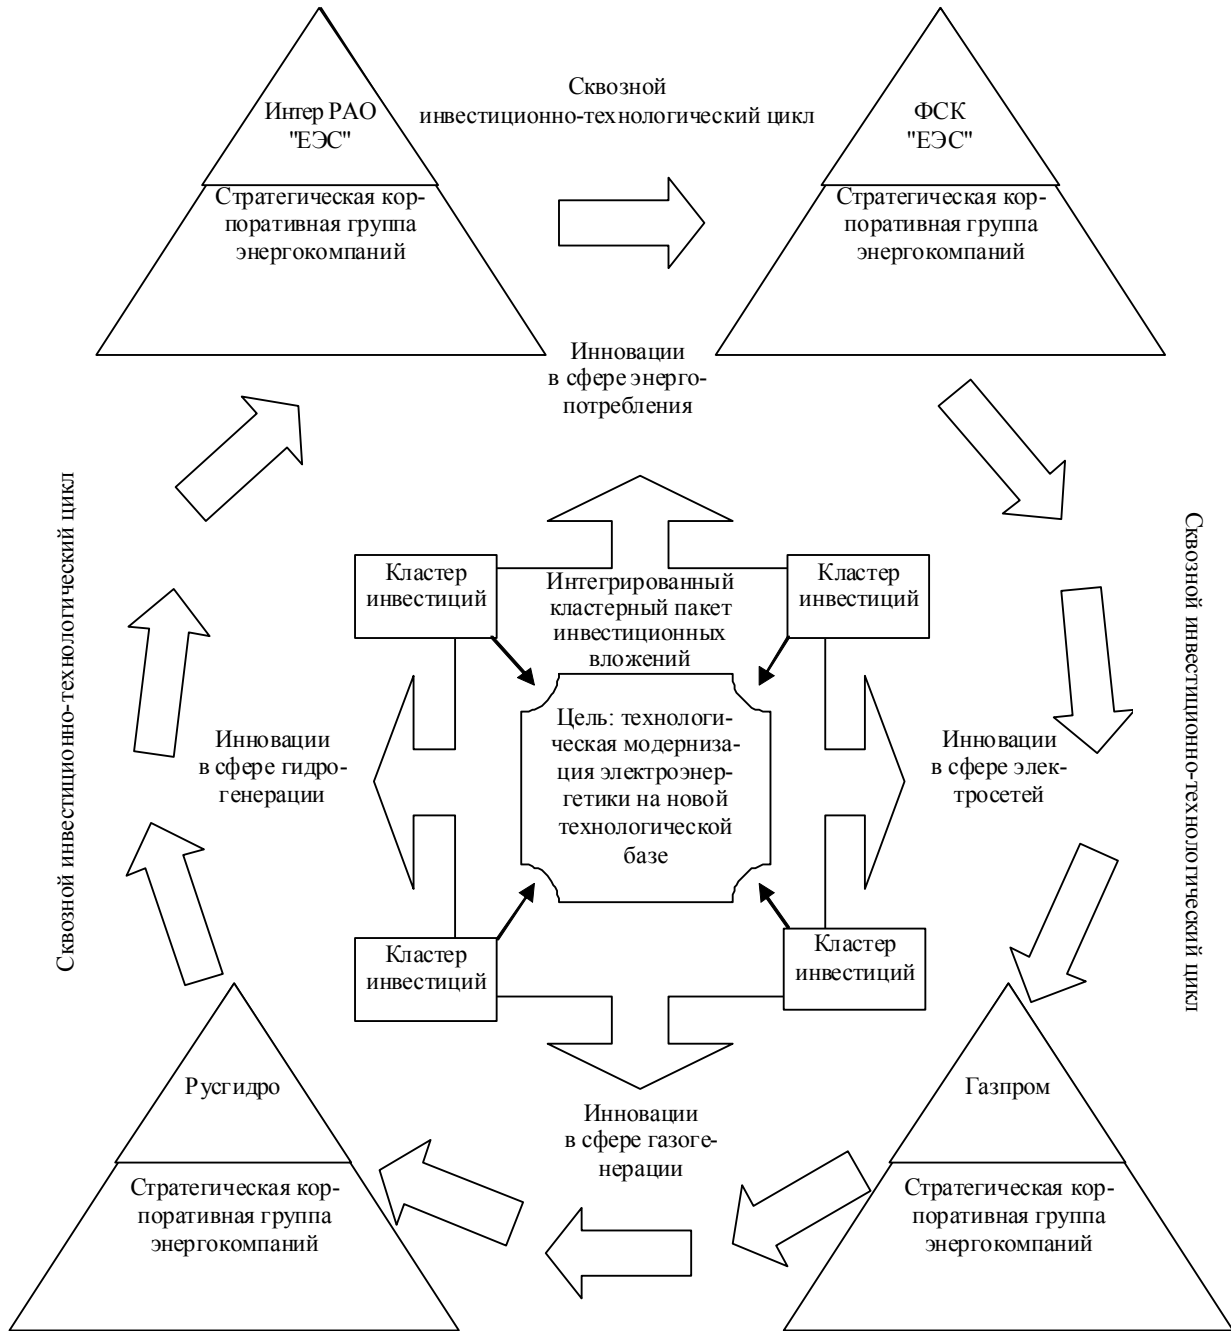 Сквозной
инвестиционно-технологический цикл
Интер РАО
"ЕЭС"
ФСК
"ЕЭС"
Стратегическая кор-
поративная группа
энергокомпаний
Стратегическая кор-
поративная группа
энергокомпаний
Инновации
в сфере энерго-
потребления
Сквозной инвестиционно-технологический цикл
Сквозной инвестиционно-технологический цикл
Кластер
инвестиций
Интегрированный
кластерный пакет
инвестиционных
вложений
Кластер
инвестиций
Инновации
в сфере гидро-
генерации
Цель: технологи-
ческая модерниза-
ция электроэнер-
гетики на новой
технологической
базе
Инновации
в сфере элек-
тросетей
Кластер
инвестиций
Кластер
инвестиций
Русгидро
Газпром
Инновации
в сфере газоге-
нерации
Стратегическая кор-
поративная группа
энергокомпаний
Стратегическая кор-
поративная группа
энергокомпаний